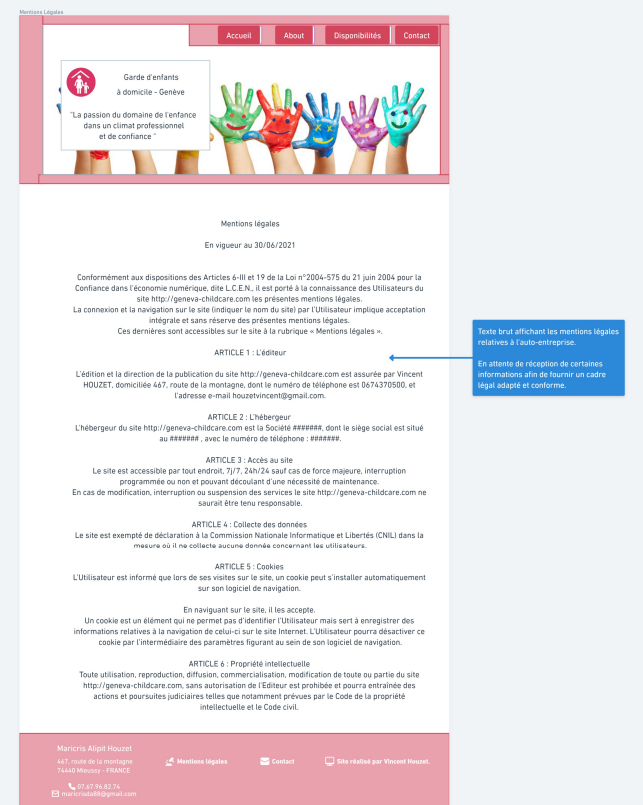 Mentions Légales
Accueil
About
Disponibilités
Contact
Garde d'enfants
à domicile - Genève
"La passion du domaine de l'enfance
dans un climat professionnel
et de confiance "
Mentions légales
En vigueur au 30/06/2021
Conformément aux dispositions des Articles 6-III et 19 de la Loi n°2004-575 du 21 juin 2004 pour la
Confiance dans l'économie numérique, dite L.C.E.N., il est porté à la connaissance des Utilisateurs du
site http://geneva-childcare.com les présentes mentions légales.
La connexion et la navigation sur le site (indiquer le nom du site) par l'Utilisateur implique acceptation
intégrale et sans réserve des présentes mentions légales.
Ces dernières sont accessibles sur le site à la rubrique « Mentions légales ».
ARTICLE 1 : L'éditeur
L'édition et la direction de la publication du site http://geneva-childcare.com est assurée par Vincent
HOUZET, domiciliée 467, route de la montagne, dont le numéro de téléphone est 0674370500, et
l'adresse e-mail houzetvincent@gmail.com.
ARTICLE 2 : L'hébergeur
L'hébergeur du site http://geneva-childcare.com est la Société #######, dont le siège social est situé
au ####### , avec le numéro de téléphone : #######.
ARTICLE 3 : Accès au site
Le site est accessible par tout endroit, 7j/7, 24h/24 sauf cas de force majeure, interruption
programmée ou non et pouvant découlant d'une nécessité de maintenance.
En cas de modification, interruption ou suspension des services le site http://geneva-childcare.com ne
saurait être tenu responsable.
ARTICLE 4 : Collecte des données
Le site est exempté de déclaration à la Commission Nationale Informatique et Libertés (CNIL) dans la
mesure où il ne collecte aucune donnée concernant les utilisateurs.
ARTICLE 5 : Cookies
L'Utilisateur est informé que lors de ses visites sur le site, un cookie peut s'installer automatiquement
sur son logiciel de navigation.
En naviguant sur le site, il les accepte.
Un cookie est un élément qui ne permet pas d'identifier l'Utilisateur mais sert à enregistrer des
informations relatives à la navigation de celui-ci sur le site Internet. L'Utilisateur pourra désactiver ce
cookie par l'intermédiaire des paramètres figurant au sein de son logiciel de navigation.
ARTICLE 6 : Propriété intellectuelle
Toute utilisation, reproduction, diffusion, commercialisation, modification de toute ou partie du site
http://geneva-childcare.com, sans autorisation de l'Editeur est prohibée et pourra entraînée des
actions et poursuites judiciaires telles que notamment prévues par le Code de la propriété
intellectuelle et le Code civil.
Texte brut affichant les mentions légales
relatives à l'auto-entreprise.
En attente de réception de certaines
informations afin de fournir un cadre
légal adapté et conforme.
Maricris Alipit Houzet
467, route de la montagne
74440 Mieussy - FRANCE
07.67.96.82.74
maricrisda88@gmail.com
Mentions légales
Contact
Site réalisé par Vincent Houzet.